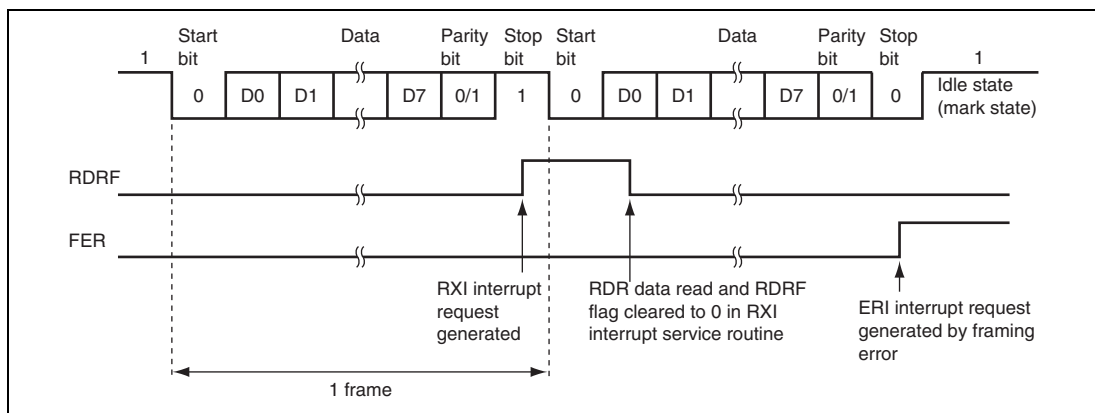 Start bit
Data
Parity bit
Stop bit
Start bit
Data
Parity bit
Stop bit
1
1
0
D0
D1
D7
0/1
1
0
D0
D1
D7
0/1
0
Idle state
(mark state)
RDRF
FER
RXI interrupt
request
generated
RDR data read and RDRF
flag cleared to 0 in RXI
interrupt service routine
ERI interrupt request
generated by framing
error
1 frame